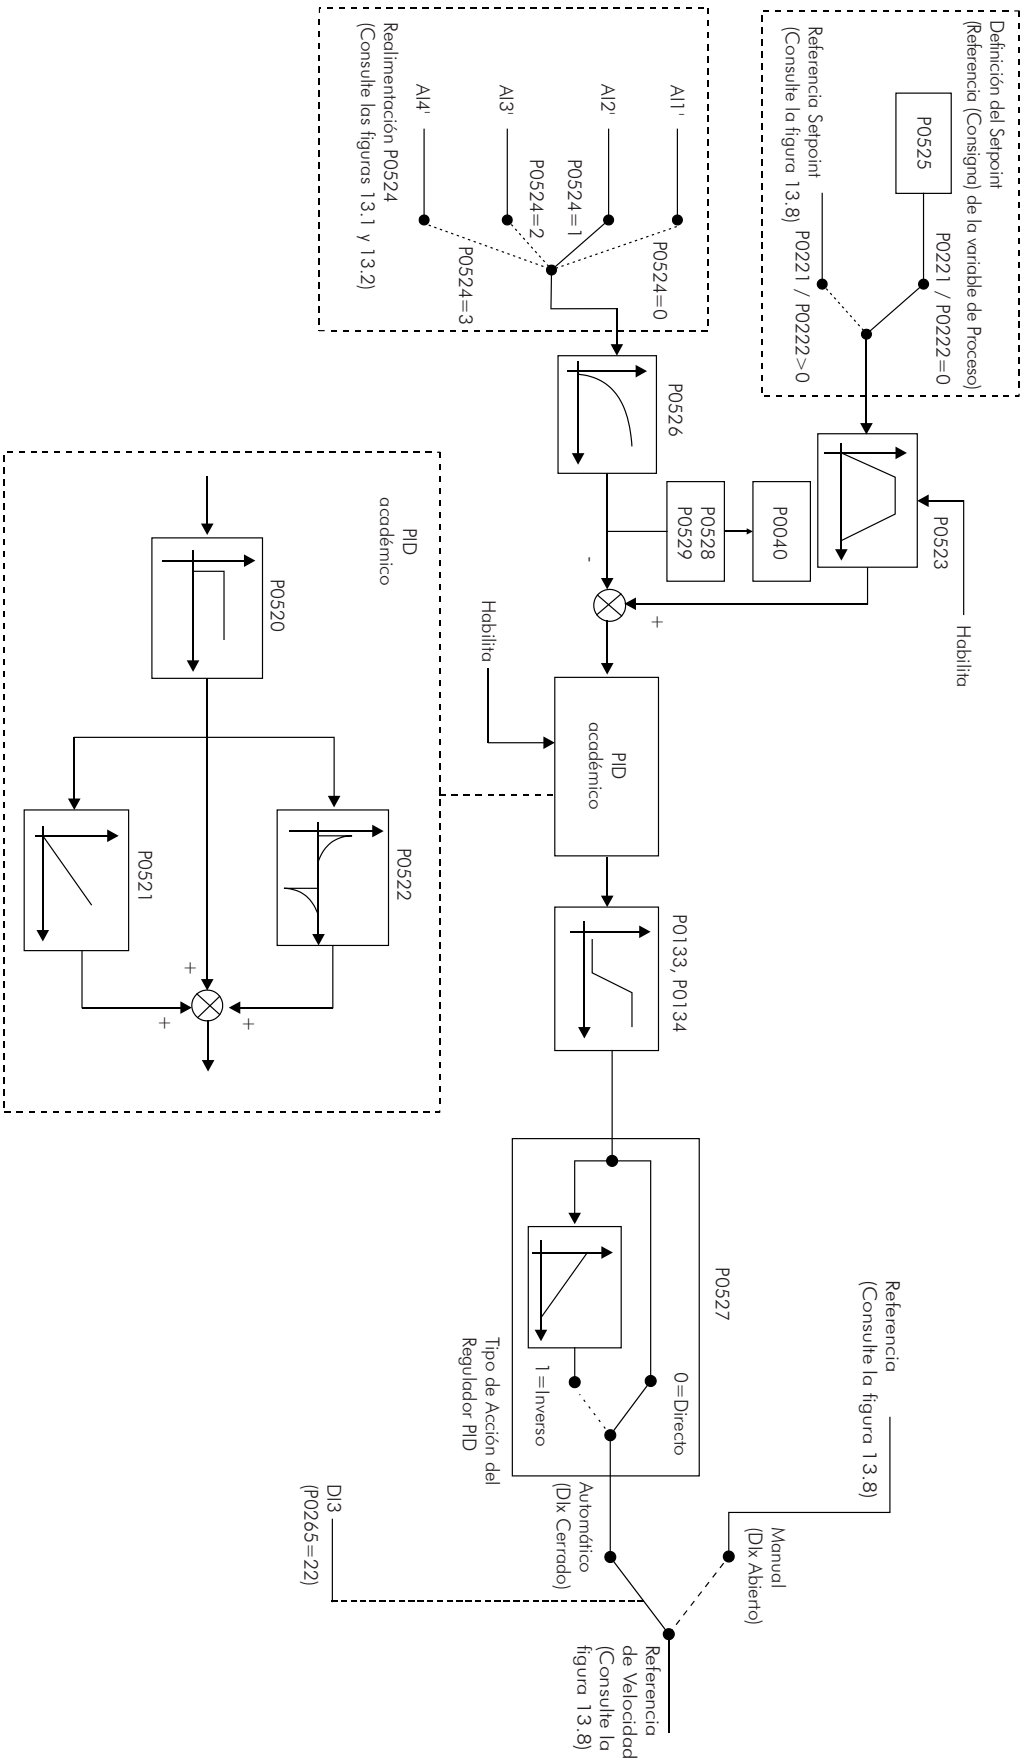 Definición del Setpoint
(Referencia (Consigna) de la variable de Proceso)
P0525
P0221 / P0222=0
Referencia Setpoint
(Consulte la figura 13.8)
P0221 / P0222>0
P0523
Habilita
AI1'
P0524=0
AI2'
P0524=1
AI3'
P0524=2
AI4'
P0524=3
Realimentación P0524
(Consulte las figuras 13.1 y 13.2)
P0526
P0040
P0528
P0529
+
-
Habilita
PID
académico
P0133, P0134
P0527
0=Directo
1=Inverso
Tipo de Acción del
Regulador PID
Referencia
(Consulte la figura 13.8)
Manual
(DIx Abierto)
Automático
(DIx Cerrado)
DI3
(P0265=22)
Referencia
de Velocidad
(Consulte la
figura 13.8)
PID
académico
P0520
P0522
P0521
+
+
+